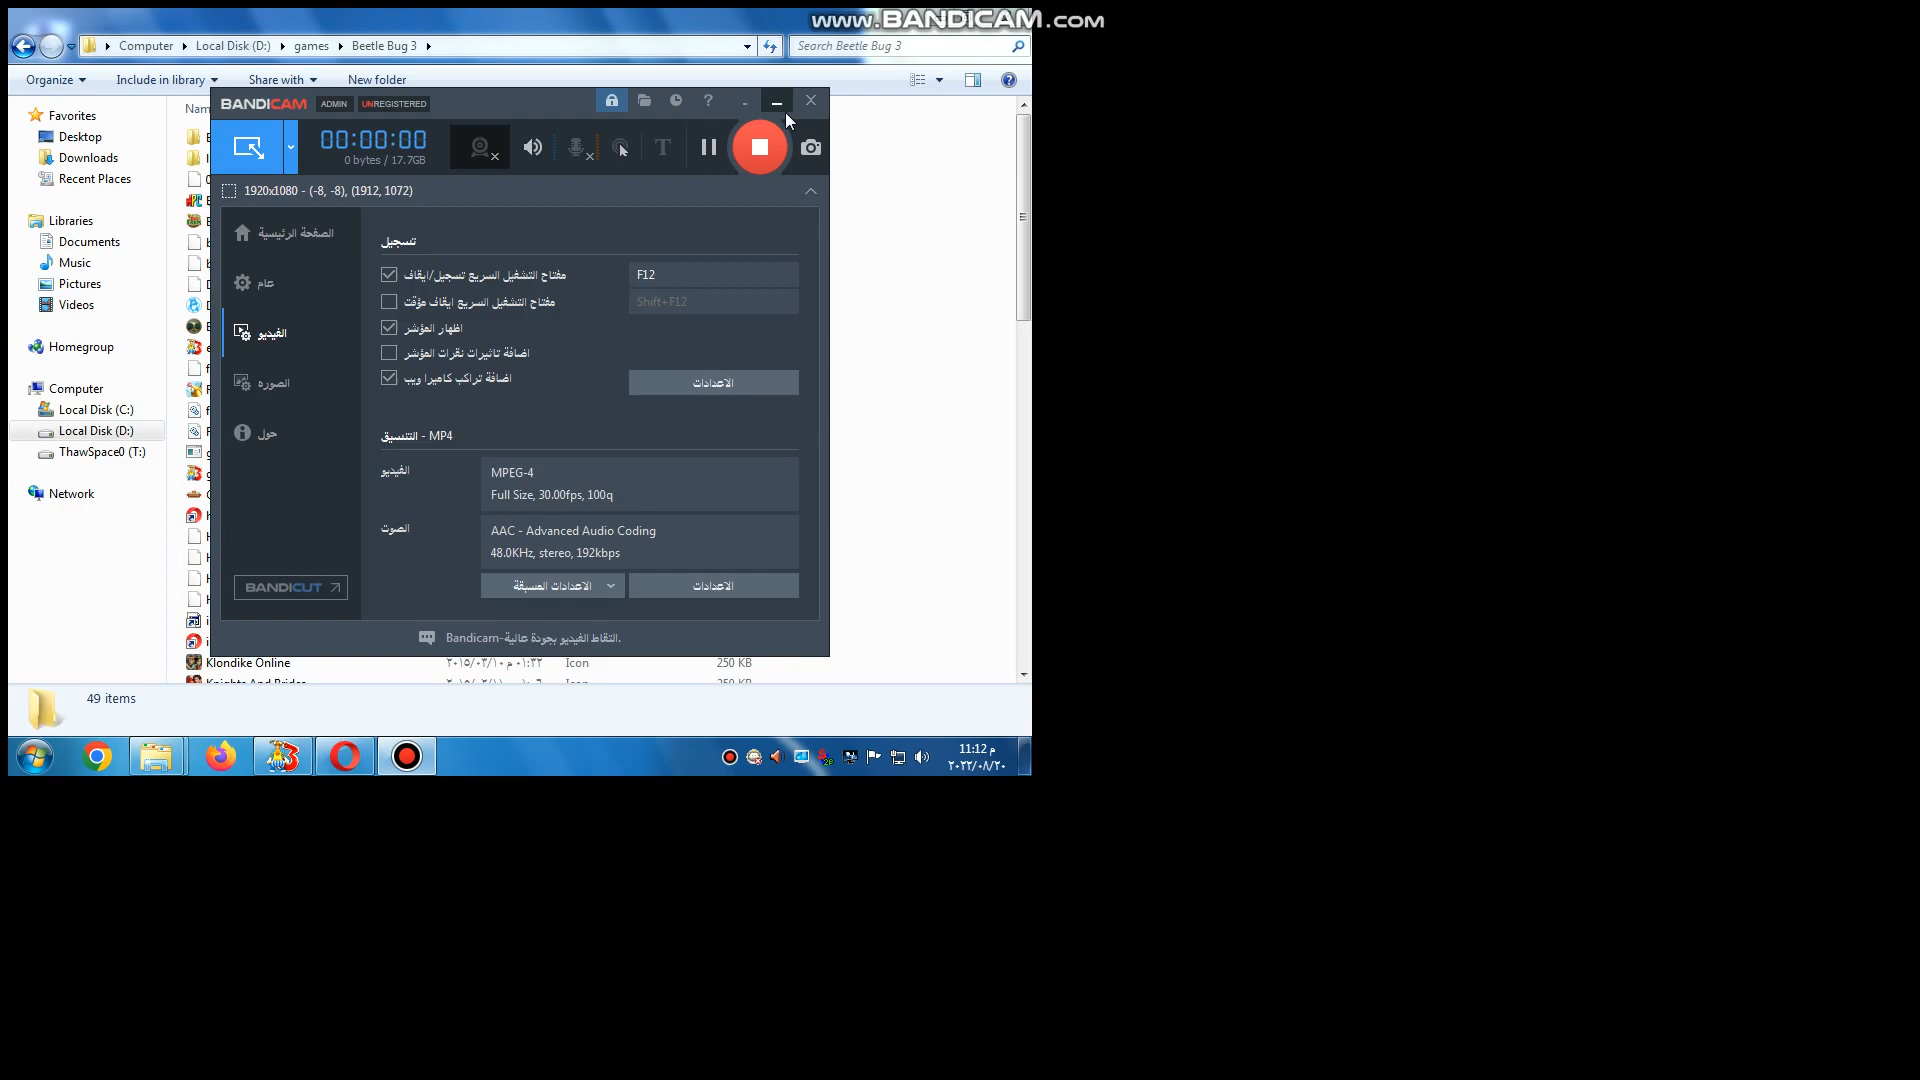 www.BANDICAM.com
Computer
Local Disk (D:)
games
Beetle Bug 3
Search Beetle Bug 3
Organize
Include in library
Share with
New folder
Favorites
Desktop
Downloads
Recent Places
Libraries
Documents
Music
Pictures
Videos
Homegroup
Computer
Local Disk (C:)
Local Disk (D:)
ThawSpace0 (T:)
Network
BANDICAM
ADMIN
UNREGISTERED
00:00:00
0 bytes / 17.7GB
1920x1080 - (-8, -8), (1912, 1072)
الصفحة الرئيسية
عام
الفيديو
الصوره
حول
BANDICUT
تسجيل
مفتاح التشغيل السريع تسجيل/ايقاف
F12
مفتاح التشغيل السريع ايقاف مؤقت
Shift+F12
اظهار المؤشر
اضافة تاثيرات نقرات المؤشر
اضافة تراكب كاميرا ويب
الاعدادات
التنسيق - MP4
الفيديو
MPEG-4
Full Size, 30.00fps, 100q
الصوت
AAC - Advanced Audio Coding
48.0KHz, stereo, 192kbps
الاعدادات المسبقة
الاعدادات
Bandicam-التقاط الفيديو بجودة عالية.
Klondike Online
٢٠١٥/٠٣/١٠ ٠١:٣٢ م
Icon
250 KB
49 items
11:12 م
٢٠٢٢/٠٨/٢٠